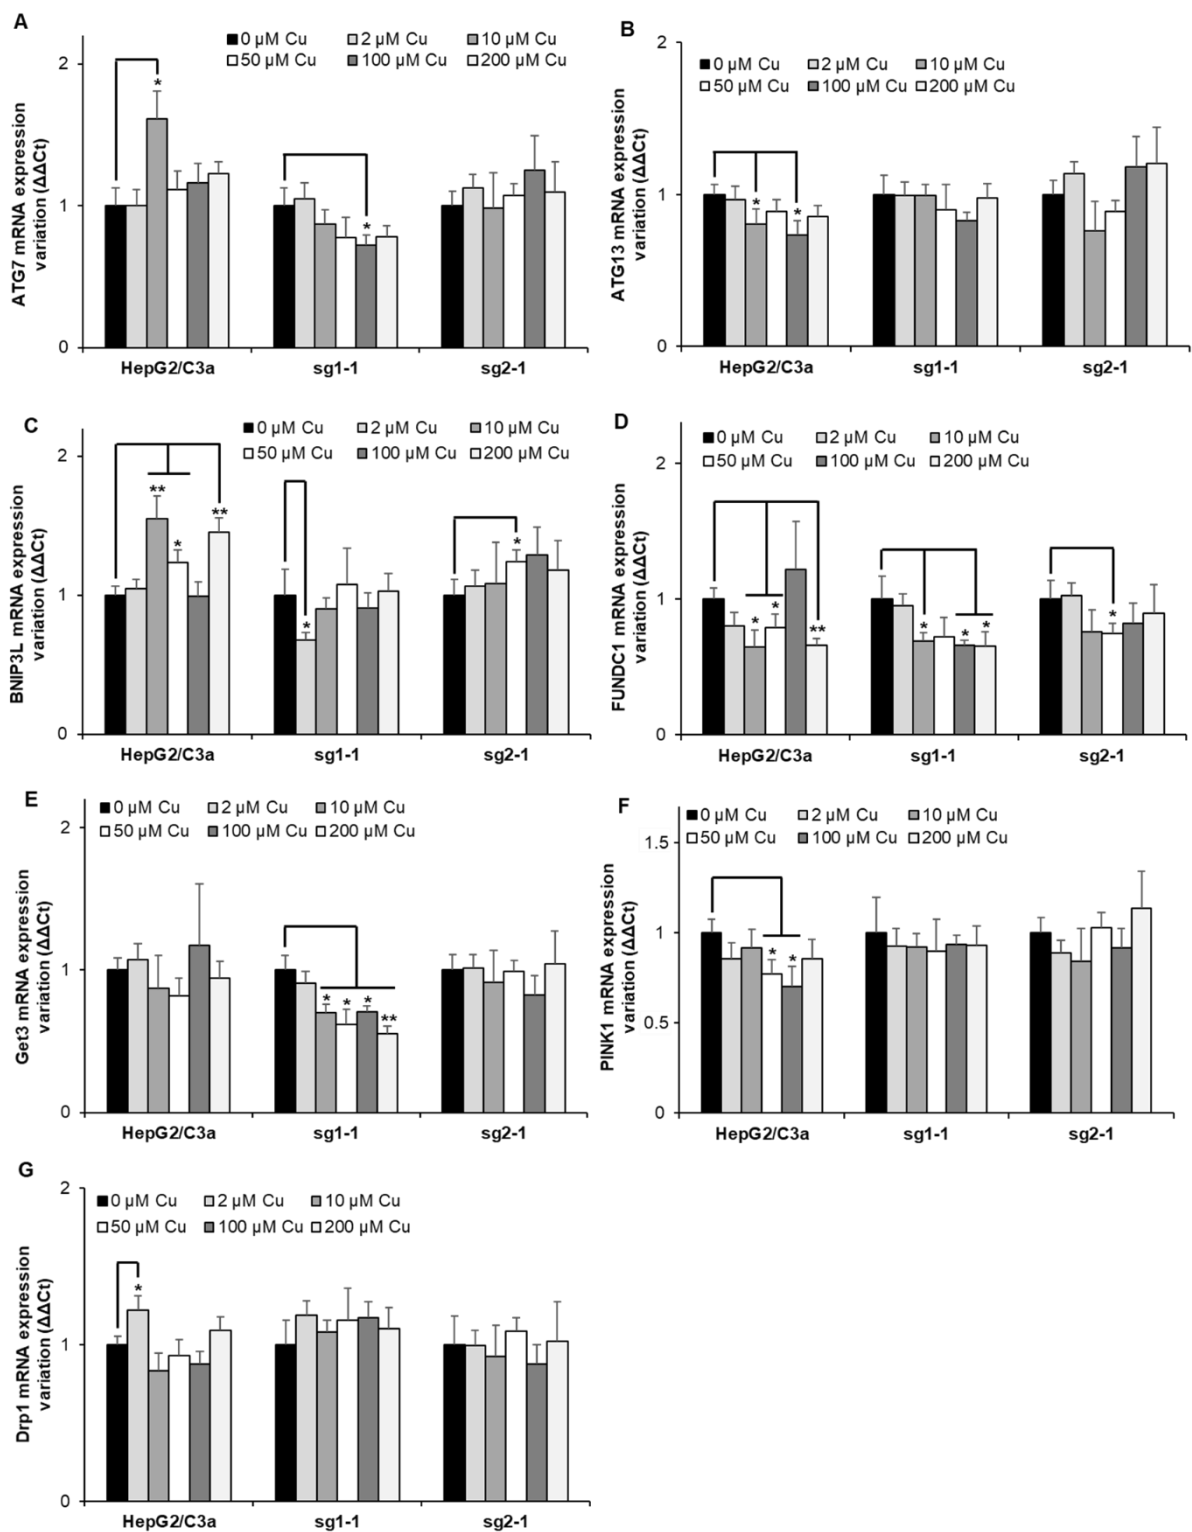 A
0 µM Cu 2 µM Cu 10 µM Cu
50 µM Cu 100 µM Cu 200 µM Cu
ATG7 mRNA expression
variation (ΔΔCt)
2
1
0
*
*
HepG2/C3a sg1-1 sg2-1
B
0 µM Cu 2 µM Cu 10 µM Cu
50 µM Cu 100 µM Cu 200 µM Cu
ATG13 mRNA expression
variation (ΔΔCt)
2
1
0
* *
HepG2/C3a sg1-1 sg2-1
C
0 µM Cu 2 µM Cu 10 µM Cu
50 µM Cu 100 µM Cu 200 µM Cu
BNIP3L mRNA expression
variation (ΔΔCt)
2
1
0
** * **
*
*
HepG2/C3a sg1-1 sg2-1
D
0 µM Cu 2 µM Cu 10 µM Cu
50 µM Cu 100 µM Cu 200 µM Cu
FUNDC1 mRNA expression
variation (ΔΔCt)
2
1
0
* * **
* * *
*
HepG2/C3a sg1-1 sg2-1
E
0 µM Cu 2 µM Cu 10 µM Cu
50 µM Cu 100 µM Cu 200 µM Cu
Get3 mRNA expression
variation (ΔΔCt)
2
1
0
* * * **
HepG2/C3a sg1-1 sg2-1
F
0 µM Cu 2 µM Cu 10 µM Cu
50 µM Cu 100 µM Cu 200 µM Cu
PINK1 mRNA expression
variation (ΔΔCt)
1.5
1
0.5
0
* *
HepG2/C3a sg1-1 sg2-1
G
0 µM Cu 2 µM Cu 10 µM Cu
50 µM Cu 100 µM Cu 200 µM Cu
Drp1 mRNA expression
variation (ΔΔCt)
2
1
0
*
HepG2/C3a sg1-1 sg2-1